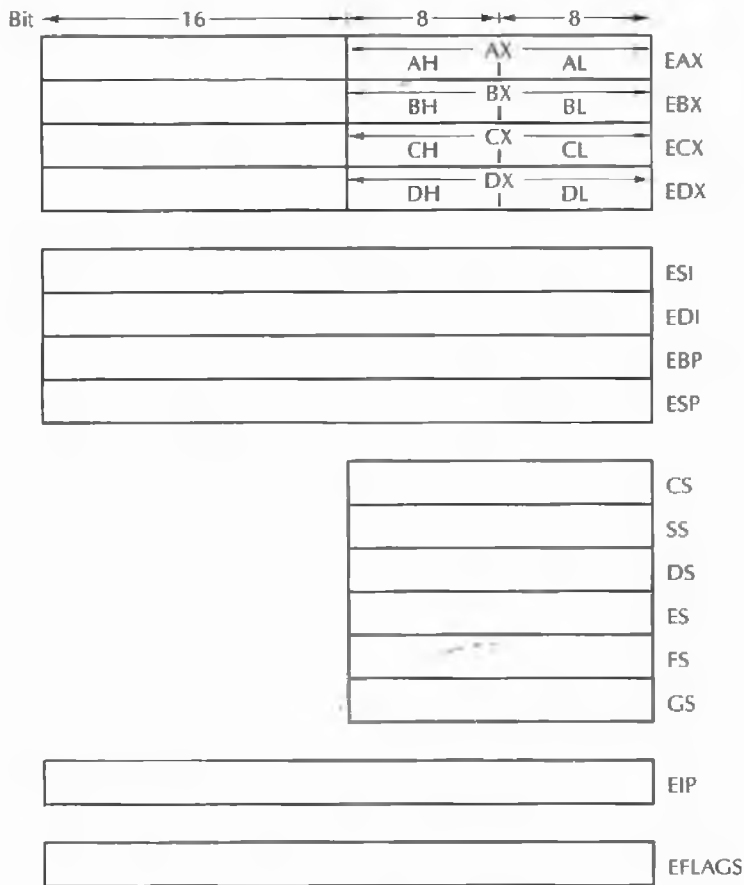 Bit 16 8 8
AX
AH AL EAX
BX
BH BL EBX
CX
CH CL ECX
DX
DH DL EDX
ESI
EDI
EBP
ESP
CS
SS
DS
ES
FS
GS
EIP
EFLAGS